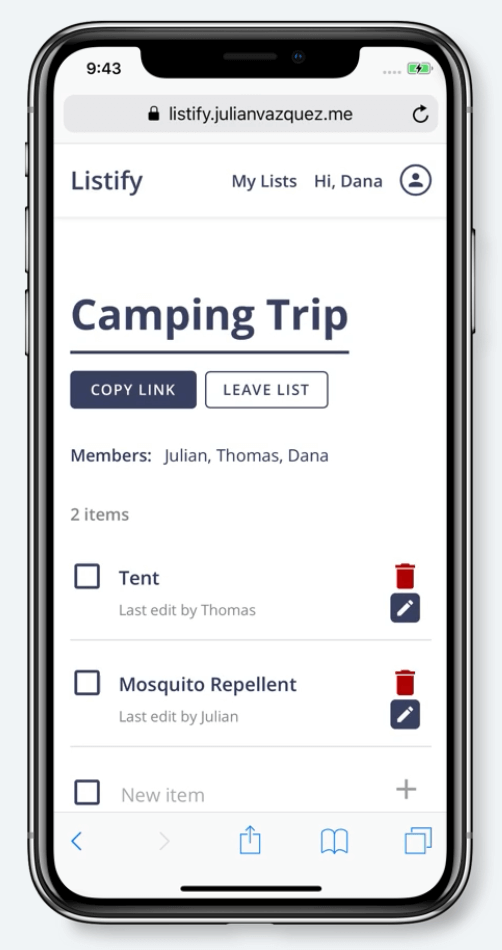 9:43
listify.julianvazquez.me
Listify My Lists Hi, Dana
Camping Trip
COPY LINK LEAVE LIST
Members: Julian, Thomas, Dana
2 items
Tent
Last edit by Thomas
Mosquito Repellent
Last edit by Julian
New item